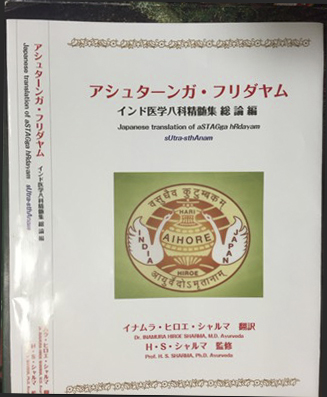 アシュターンガ・フリダヤム
インド医学八科精髄集 総論編
Japanese translation of aSTAGga hRdayam
sUtra-sthAnam
वसुधैव कुटुम्बकम्
HARI
INDIA
AIHORE
JAPAN
HIROE
आयुर्वेदोऽमृतानाम्
イナムラ・ヒロエ・シャルマ 翻訳
Dr. INAMURA HIROE SHARMA, M.D. Ayurveda
H・S・シャルマ 監修
Prof. H. S. SHARMA, Ph.D. Ayurveda
アシュターンガ・フリダヤム インド医学八科精髄集 総論編
Japanese translation of aSTAGga hRdayam sUtra-sthAnam